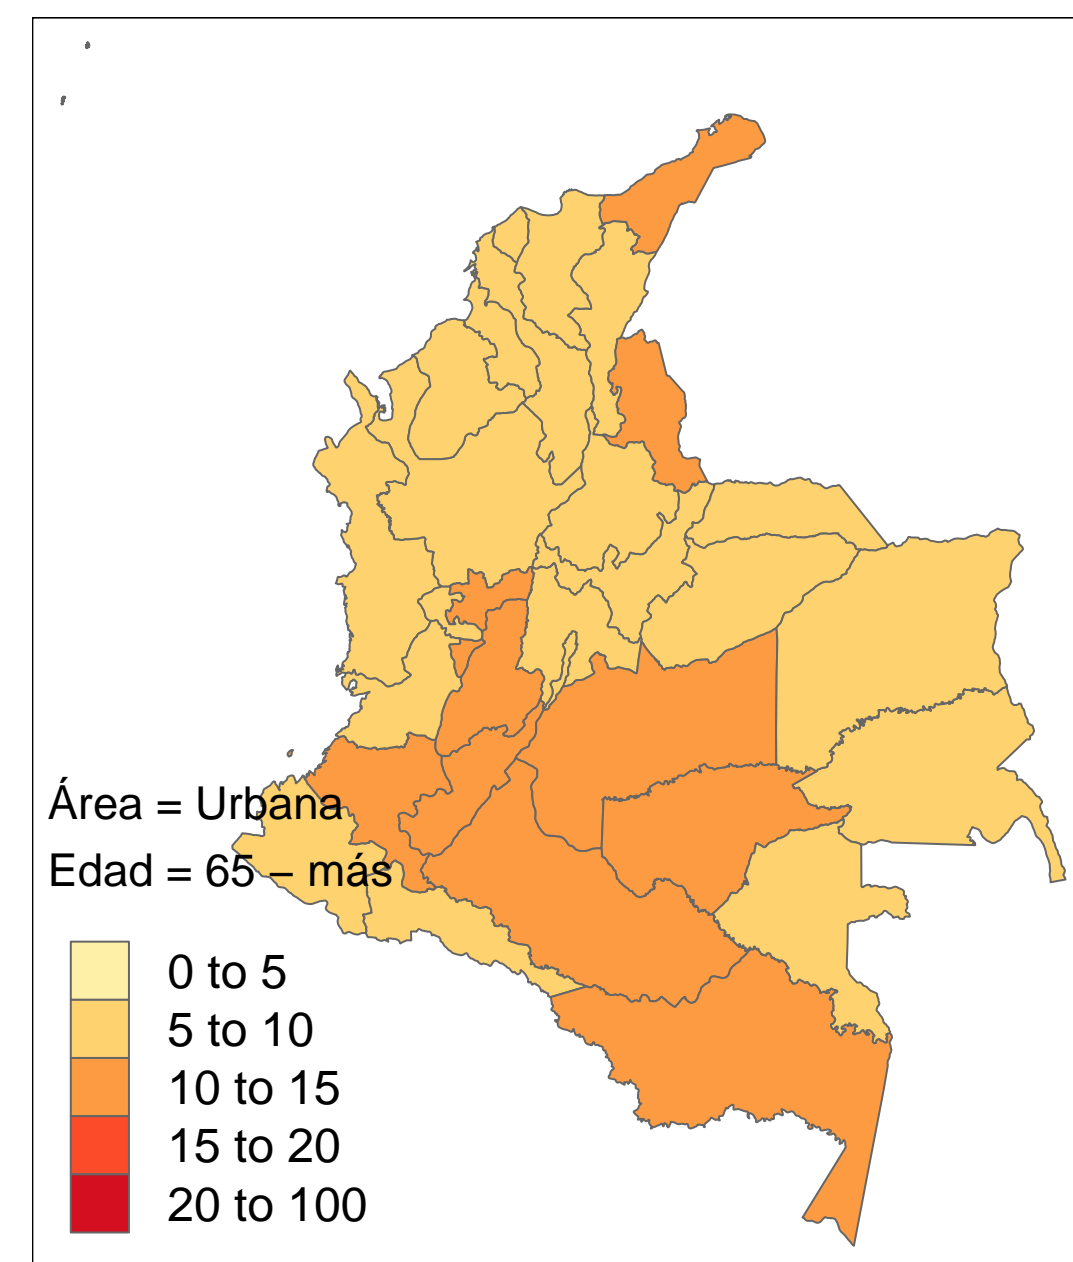 Área = Urbana
Edad = 65 – más
0 to 5
5 to 10
10 to 15
15 to 20
20 to 100